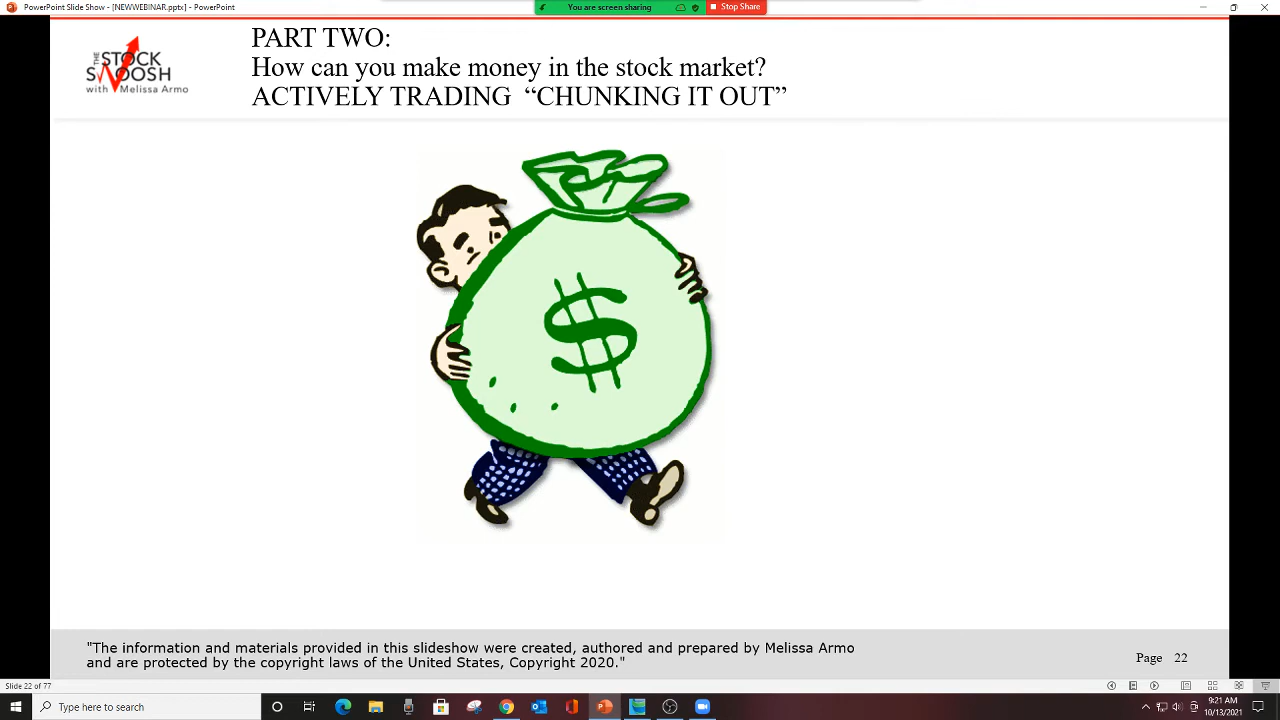 PowerPoint Slide Show - [NEWWEBINAR.pptx] - PowerPoint
You are screen sharing
Stop Share
THE STOCK
SWOOSH
with Melissa Armo
PART TWO:
How can you make money in the stock market?
ACTIVELY TRADING “CHUNKING IT OUT”
$
"The information and materials provided in this slideshow were created, authored and prepared by Melissa Armo
and are protected by the copyright laws of the United States, Copyright 2020."
Page 22
Slide 22 of 77
Type here to search
9:21 AM
10/13/2021